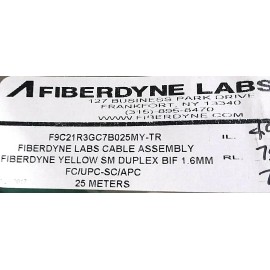 FIBERDYNE LABS
127 BUSINESS PARK DRIVE
FRANKFORT, NY 13340
(315)-895-8470
WWW.FIBERDYNE.COM
F9C21R3GC7B025MY-TR IL.
FIBERDYNE LABS CABLE ASSEMBLY
FIBERDYNE YELLOW SM DUPLEX BIF 1.6MM RL.
FC/UPC-SC/APC
25 METERS